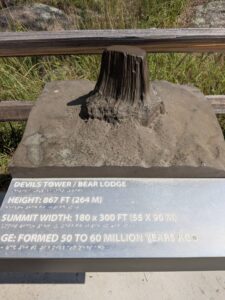 DEVILS TOWER / BEAR LODGE
HEIGHT: 867 FT (264 M)
SUMMIT WIDTH: 180 x 300 FT (55 X 90 M)
GE: FORMED 50 TO 60 MILLION YEARS AGO